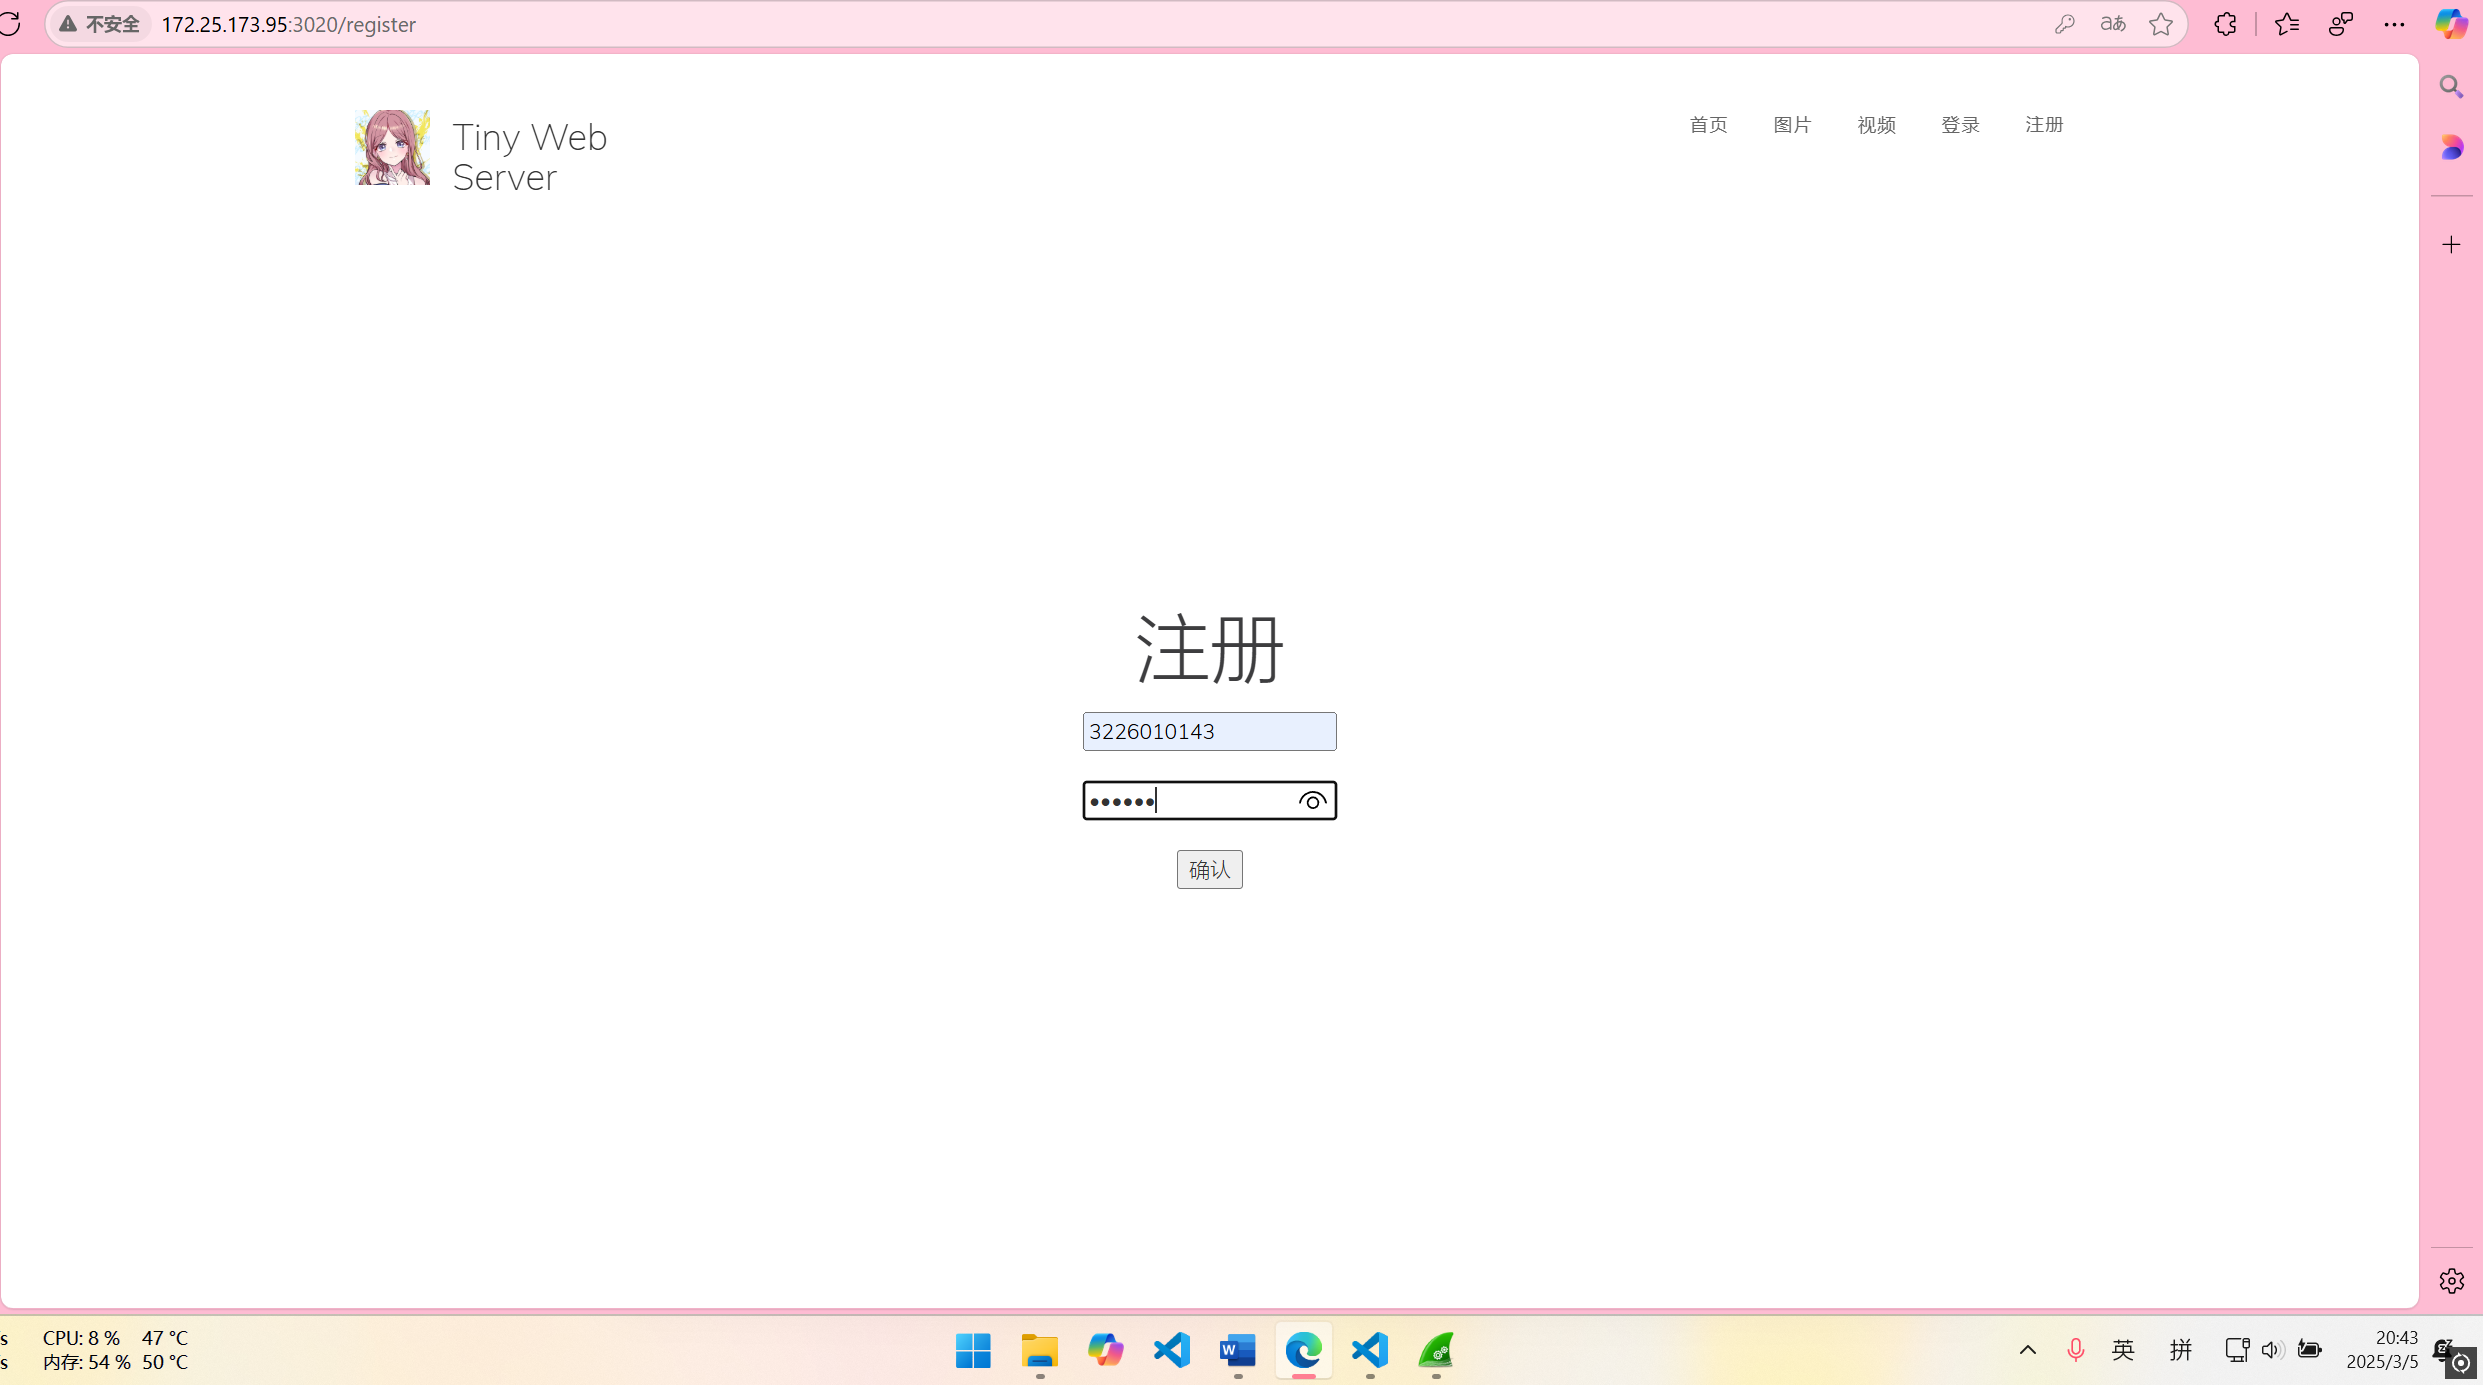 不安全 172.25.173.95:3020/register
Tiny Web
Server
首页 图片 视频 登录 注册
注册
3226010143
••••••
确认
s CPU: 8 % 47 °C
s 内存: 54 % 50 °C
英 拼
20:43
2025/3/5